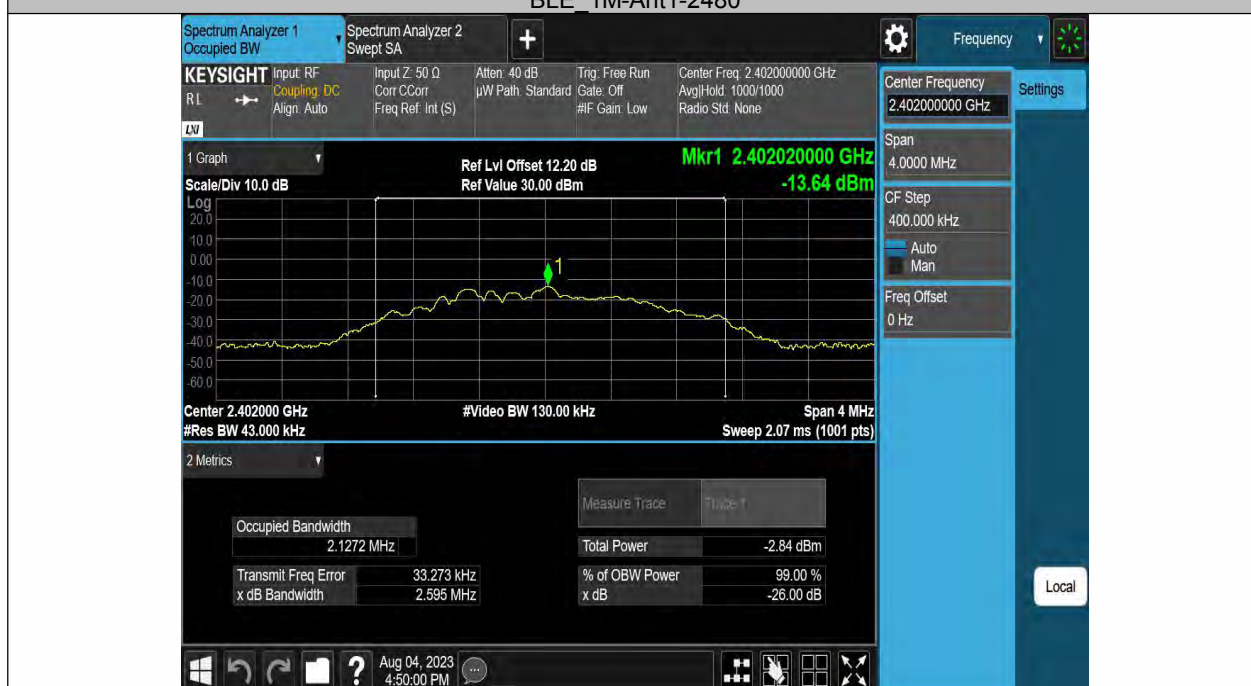 BLE_1M-Ant1-2480
Spectrum Analyzer 1
Occupied BW
Spectrum Analyzer 2
Swept SA
+
Frequency
KEYSIGHT
RL
LXI
Input: RF
Coupling: DC
Align: Auto
Input Z: 50 Ω
Corr CCorr
Freq Ref: Int (S)
Atten: 40 dB
µW Path: Standard
Trig: Free Run
Gate: Off
#IF Gain: Low
Center Freq: 2.402000000 GHz
Avg|Hold: 1000/1000
Radio Std: None
Center Frequency
2.402000000 GHz
Settings
Span
4.0000 MHz
CF Step
400.000 kHz
Auto
Man
Freq Offset
0 Hz
1 Graph
Scale/Div 10.0 dB
Ref Lvl Offset 12.20 dB
Ref Value 30.00 dBm
Mkr1 2.402020000 GHz
-13.64 dBm
Log
20.0
10.0
0.00
-10.0
-20.0
-30.0
-40.0
-50.0
-60.0
1
Center 2.402000 GHz
#Video BW 130.00 kHz
Span 4 MHz
#Res BW 43.000 kHz
Sweep 2.07 ms (1001 pts)
2 Metrics
Measure Trace
Trace 1
Occupied Bandwidth
2.1272 MHz
Total Power
-2.84 dBm
Transmit Freq Error
33.273 kHz
% of OBW Power
99.00 %
x dB Bandwidth
2.595 MHz
x dB
-26.00 dB
Local
?
Aug 04, 2023
4:50:00 PM